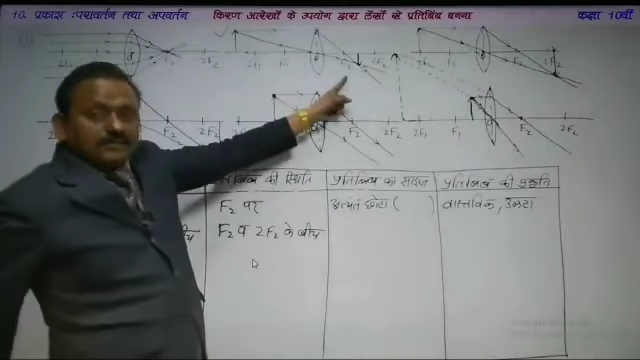 10. प्रकाश :परावर्तन तथा अपवर्तन
किरण आरेखों के उपयोग द्वारा लेंसों से प्रतिबिंब बनना
कक्षा 10वीं
F₂ 2F₂ 2F₁ F₁ 2F₁ F₁
F₂ 2F₂ 2F₁ F₂ 2F₁ F₁ 2F₂
की स्थिति प्रतिबिम्ब का साइज प्रतिबिम्ब की प्रकृति
F₂ पर अत्यंत छोटा ( ) वास्तविक, उल्टा
बीच F₂ व 2F₂ के बीच